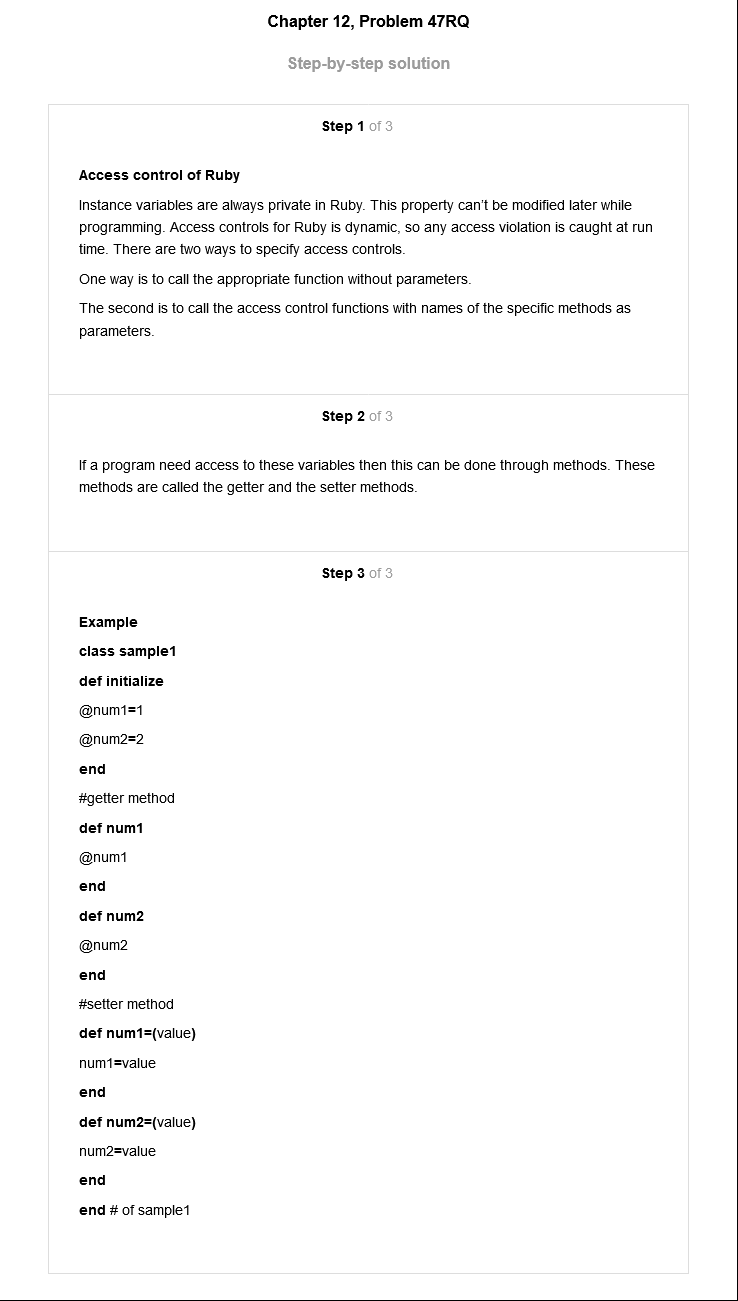 Chapter 12, Problem 47RQ
Step-by-step solution
Step 1 of 3
Access control of Ruby
Instance variables are always private in Ruby. This property can't be modified later while
programming. Access controls for Ruby is dynamic, so any access violation is caught at run
time. There are two ways to specify access controls.
One way is to call the appropriate function without parameters.
The second is to call the access control functions with names of the specific methods as
parameters.
Step 2 of 3
If a program need access to these variables then this can be done through methods. These
methods are called the getter and the setter methods.
Step 3 of 3
Example
class sample1
def initialize
@num1=1
@num2=2
end
#getter method
def num1
@num1
end
def num2
@num2
end
#setter method
def num1=(value)
num1=value
end
def num2=(value)
num2=value
end
end # of sample1